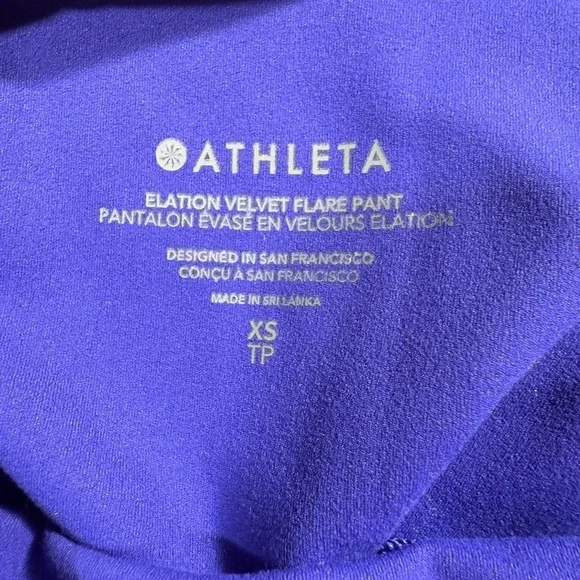 ATHLETA
ELATION VELVET FLARE PANT
PANTALON ÉVASÉ EN VELOURS ELATION
DESIGNED IN SAN FRANCISCO
CONÇU À SAN FRANCISCO
MADE IN SRI LANKA
XS
TP